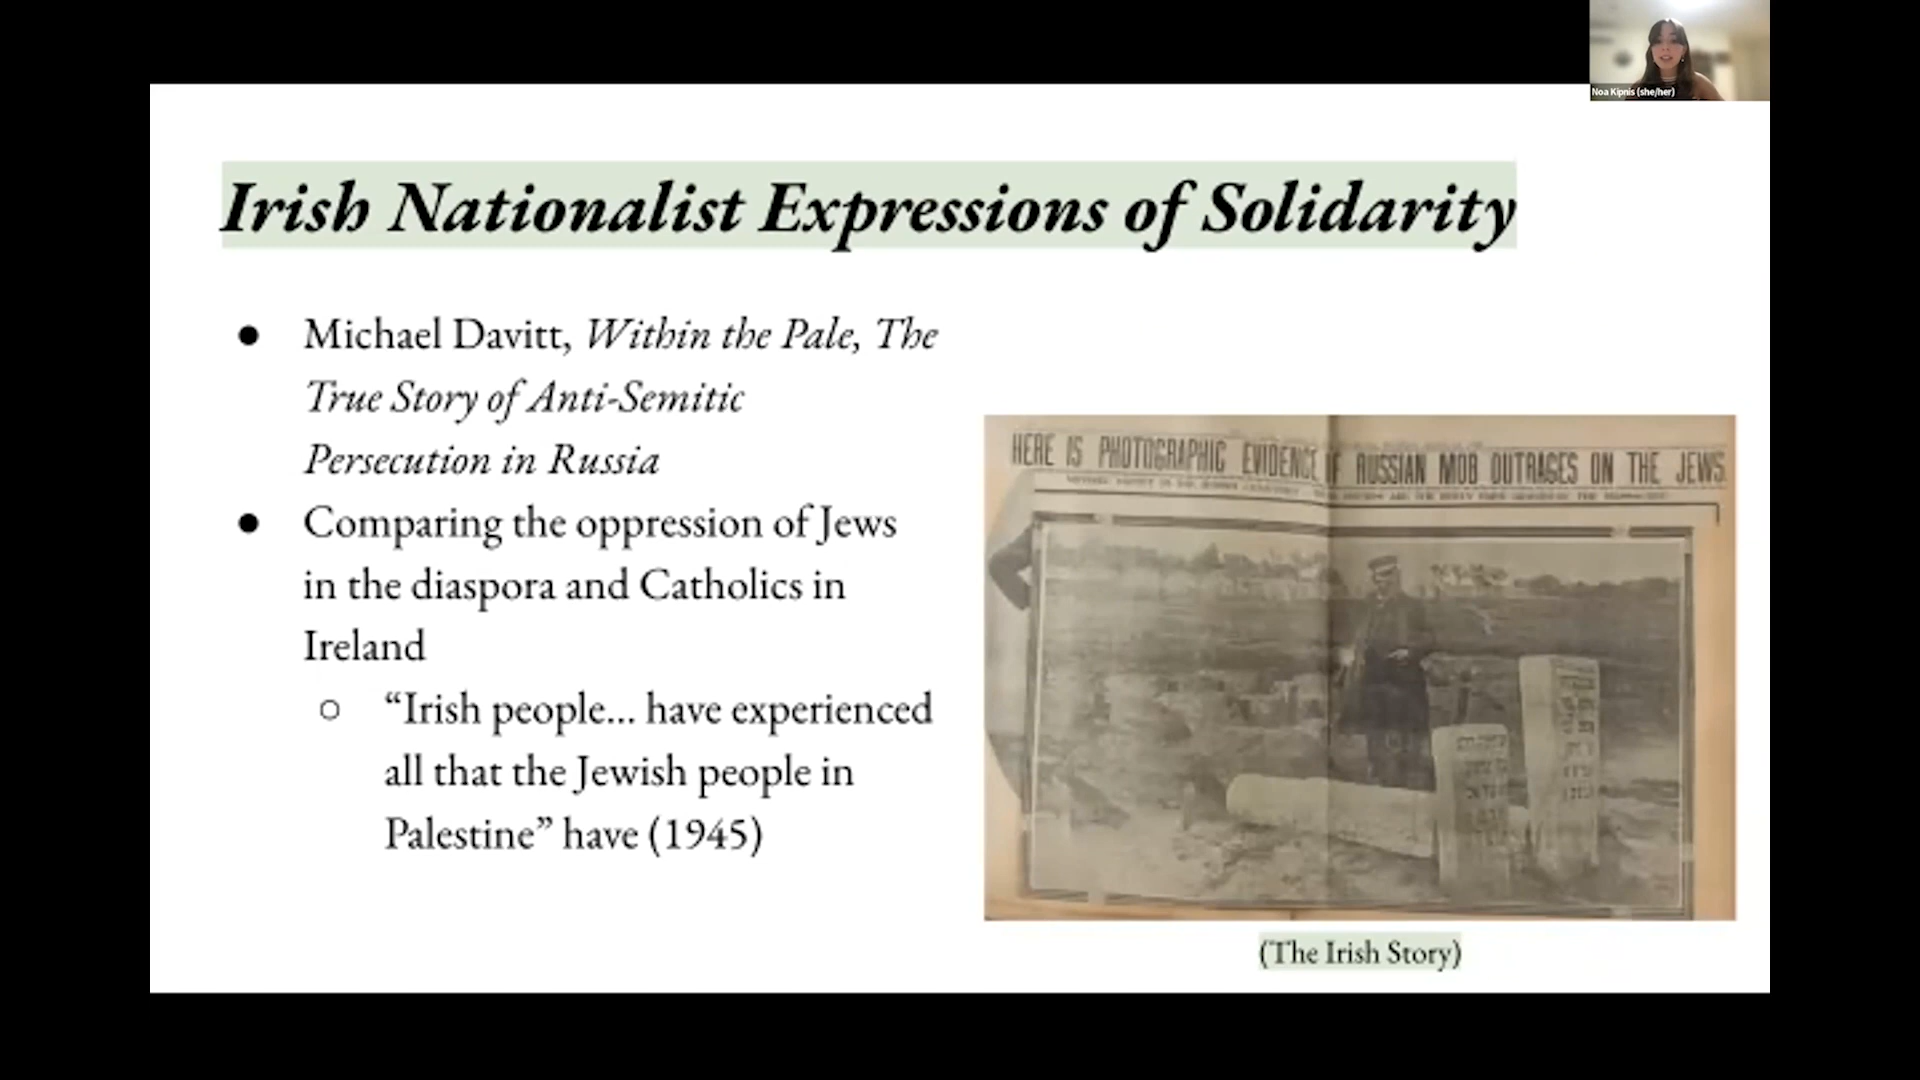 Noa Kipnis (she/her)
Irish Nationalist Expressions of Solidarity
● Michael Davitt, Within the Pale, The
True Story of Anti-Semitic
Persecution in Russia
● Comparing the oppression of Jews
in the diaspora and Catholics in
Ireland
○ “Irish people... have experienced
all that the Jewish people in
Palestine” have (1945)
HERE IS PHOTOGRAPHIC EVIDENCE OF RUSSIAN MOB OUTRAGES ON THE JEWS.
(The Irish Story)